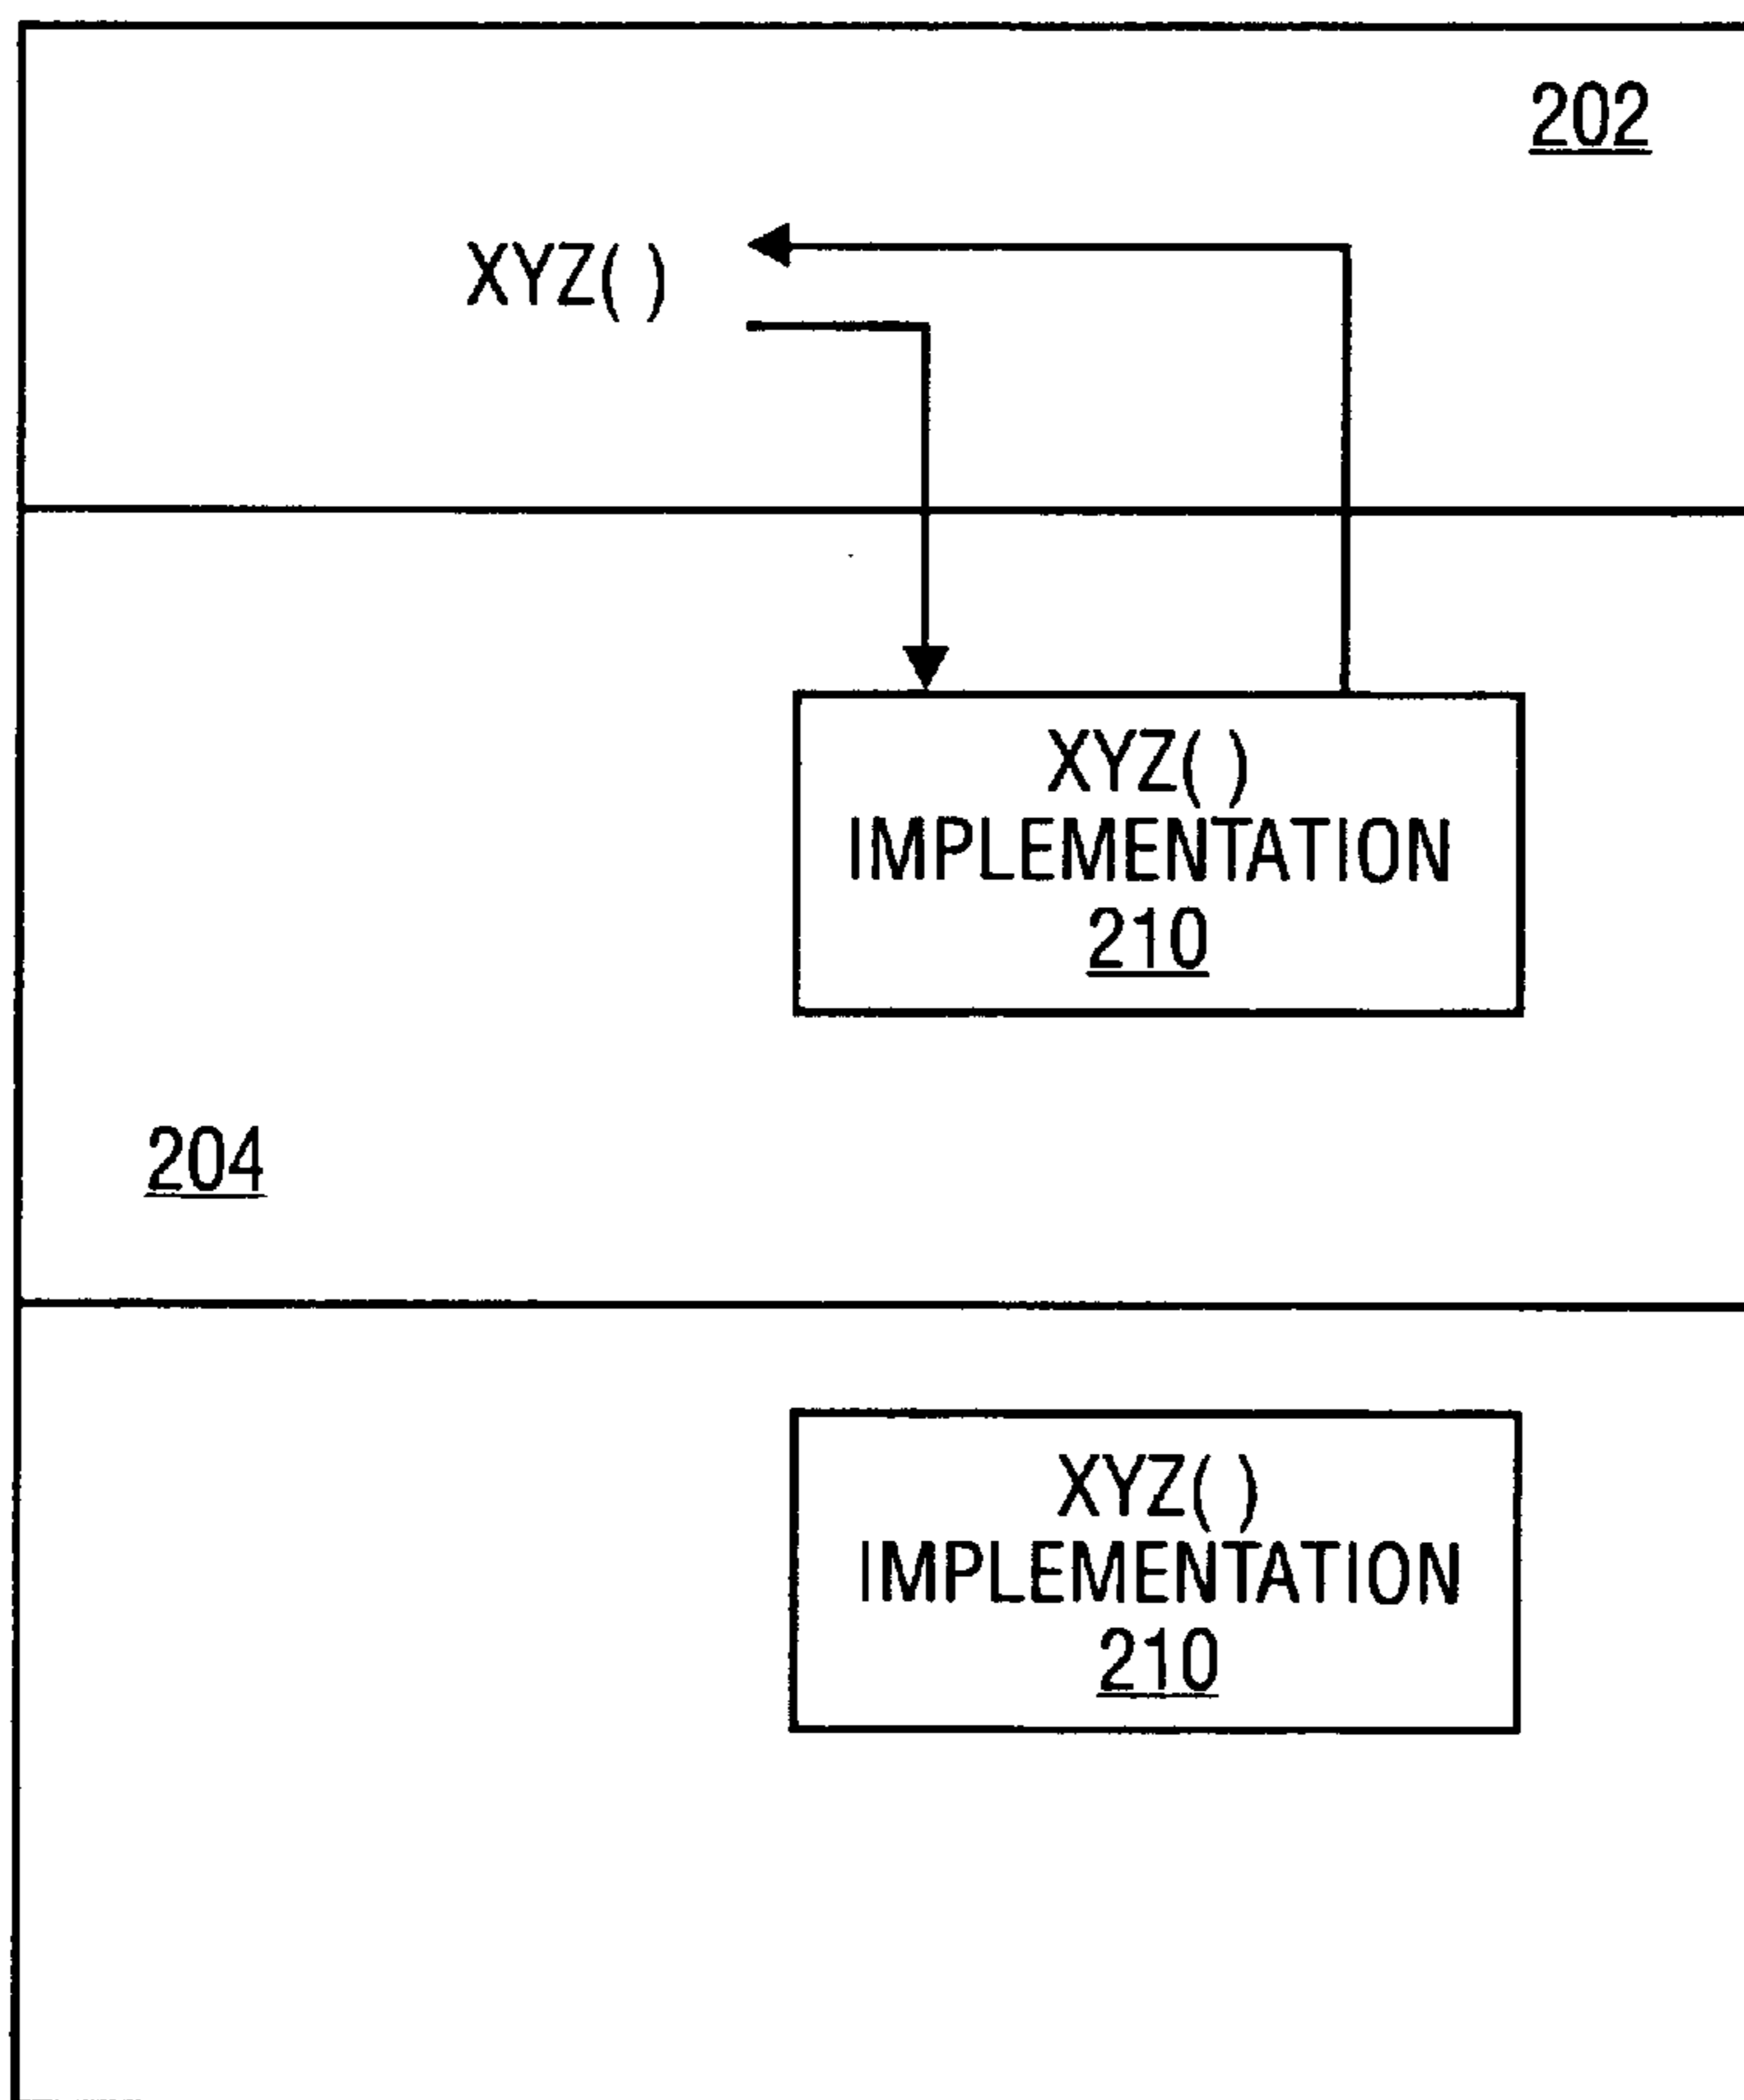 202
XYZ( )
XYZ( )
IMPLEMENTATION
210
204
XYZ( )
IMPLEMENTATION
210